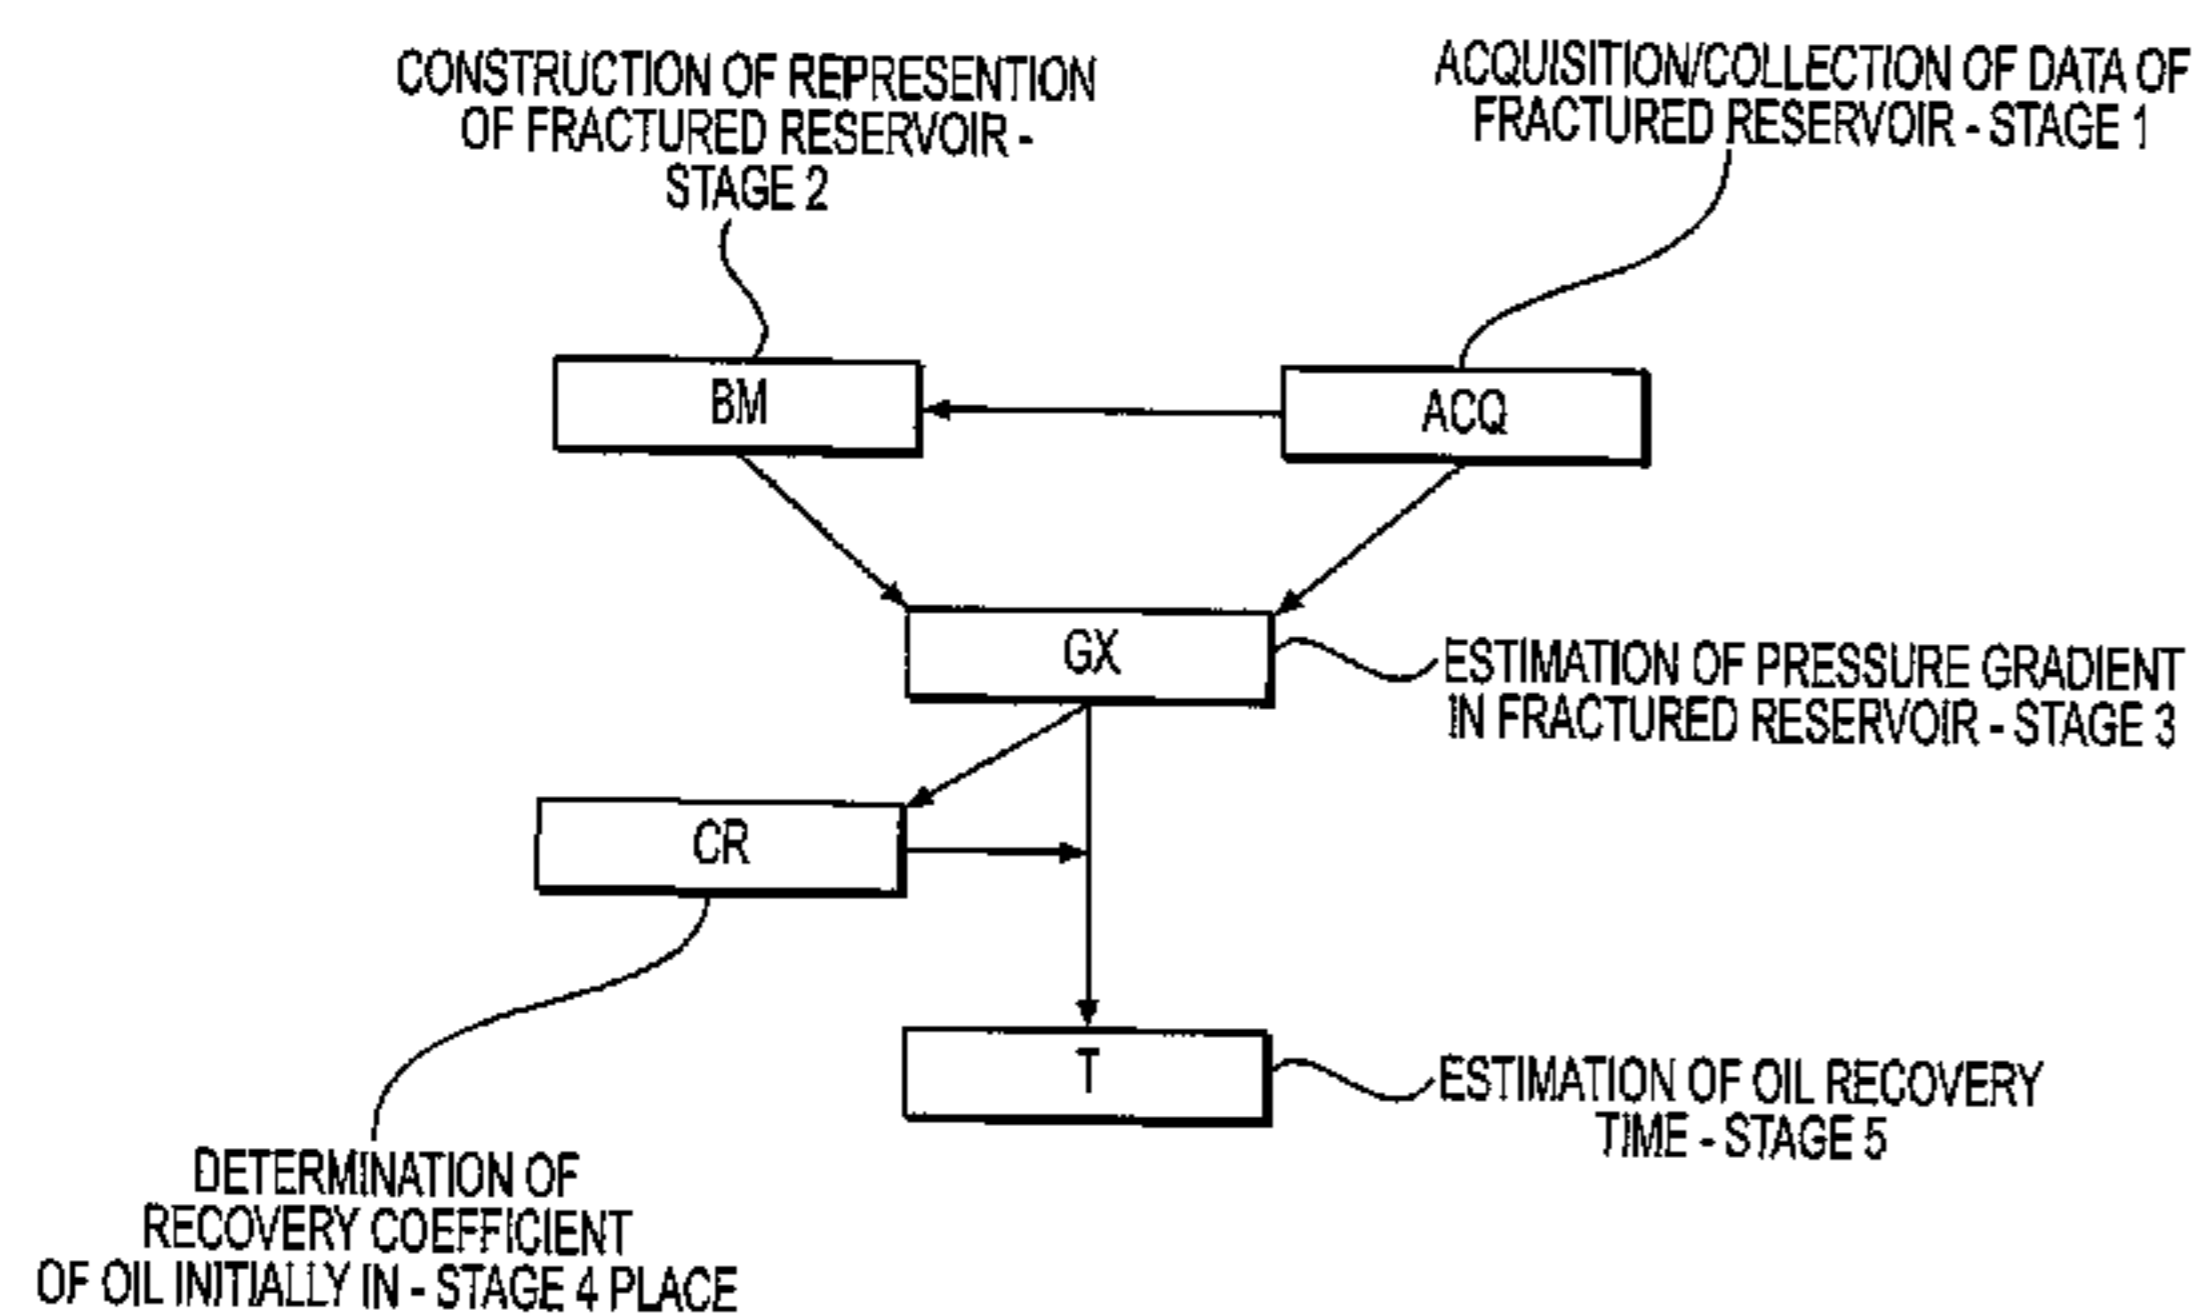 CONSTRUCTION OF REPRESENTION
OF FRACTURED RESERVOIR -
STAGE 2
ACQUISITION/COLLECTION OF DATA OF
FRACTURED RESERVOIR - STAGE 1
BM
ACQ
GX
ESTIMATION OF PRESSURE GRADIENT
IN FRACTURED RESERVOIR - STAGE 3
CR
T
ESTIMATION OF OIL RECOVERY
TIME - STAGE 5
DETERMINATION OF
RECOVERY COEFFICIENT
OF OIL INITIALLY IN - STAGE 4 PLACE